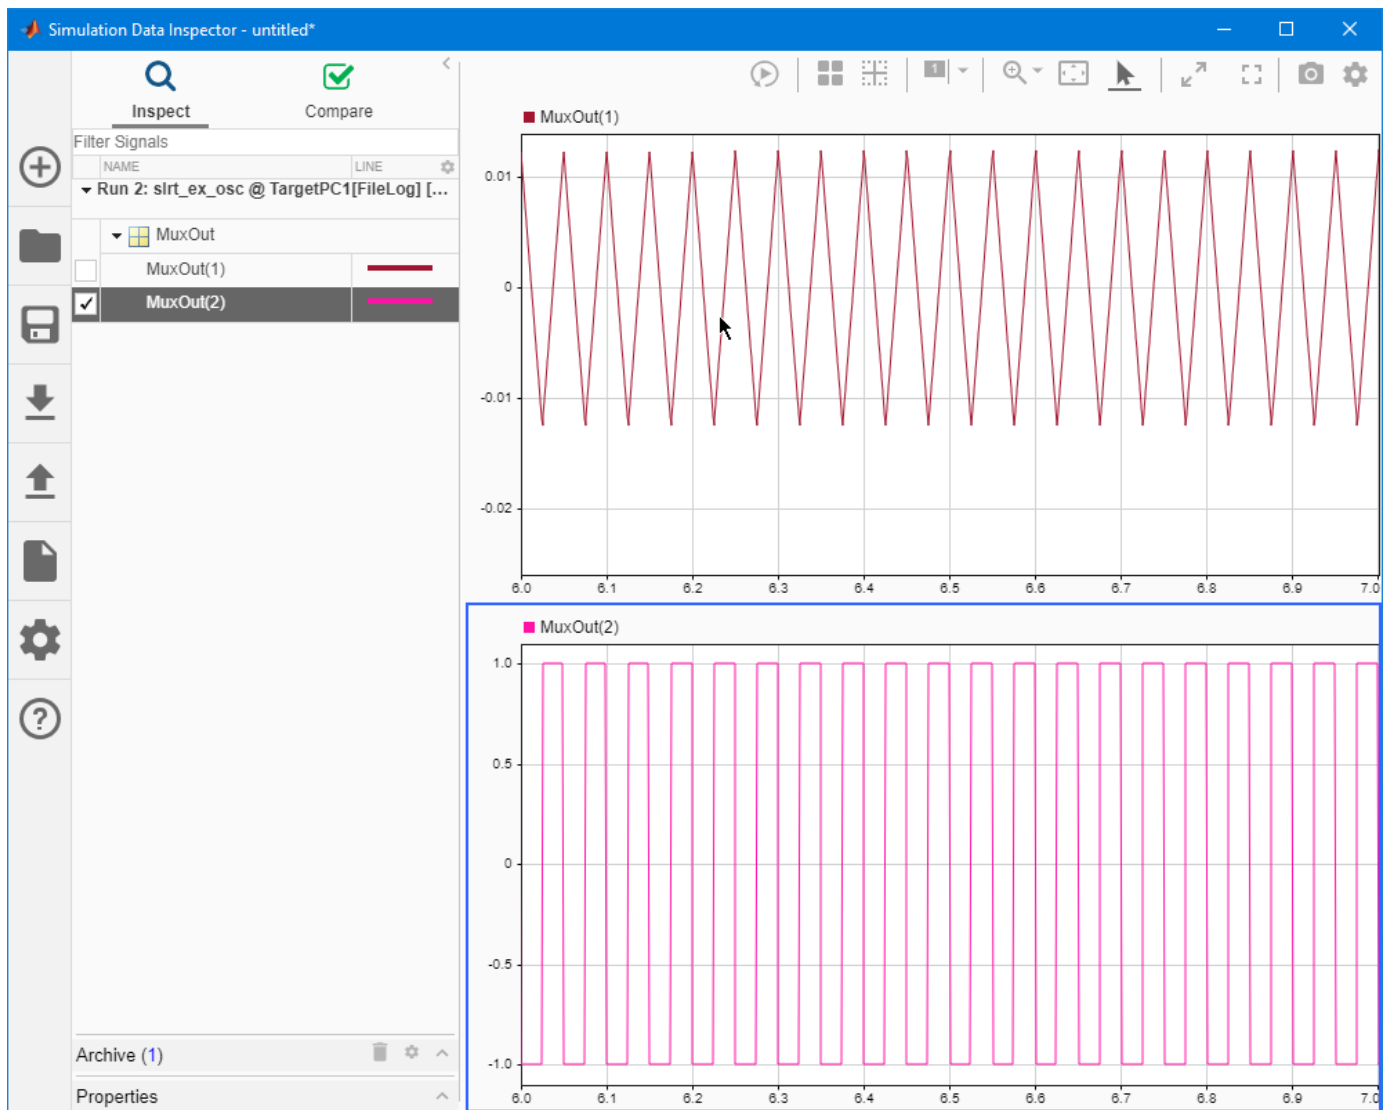 Simulation Data Inspector - untitled*
Inspect Compare
Filter Signals
NAME LINE
Run 2: slrt_ex_osc @ TargetPC1[FileLog] [...
MuxOut
MuxOut(1)
MuxOut(2)
Archive (1)
Properties
1
MuxOut(1)
0.01
0
-0.01
-0.02
6.0 6.1 6.2 6.3 6.4 6.5 6.6 6.7 6.8 6.9 7.0
MuxOut(2)
1.0
0.5
0
-0.5
-1.0
6.0 6.1 6.2 6.3 6.4 6.5 6.6 6.7 6.8 6.9 7.0